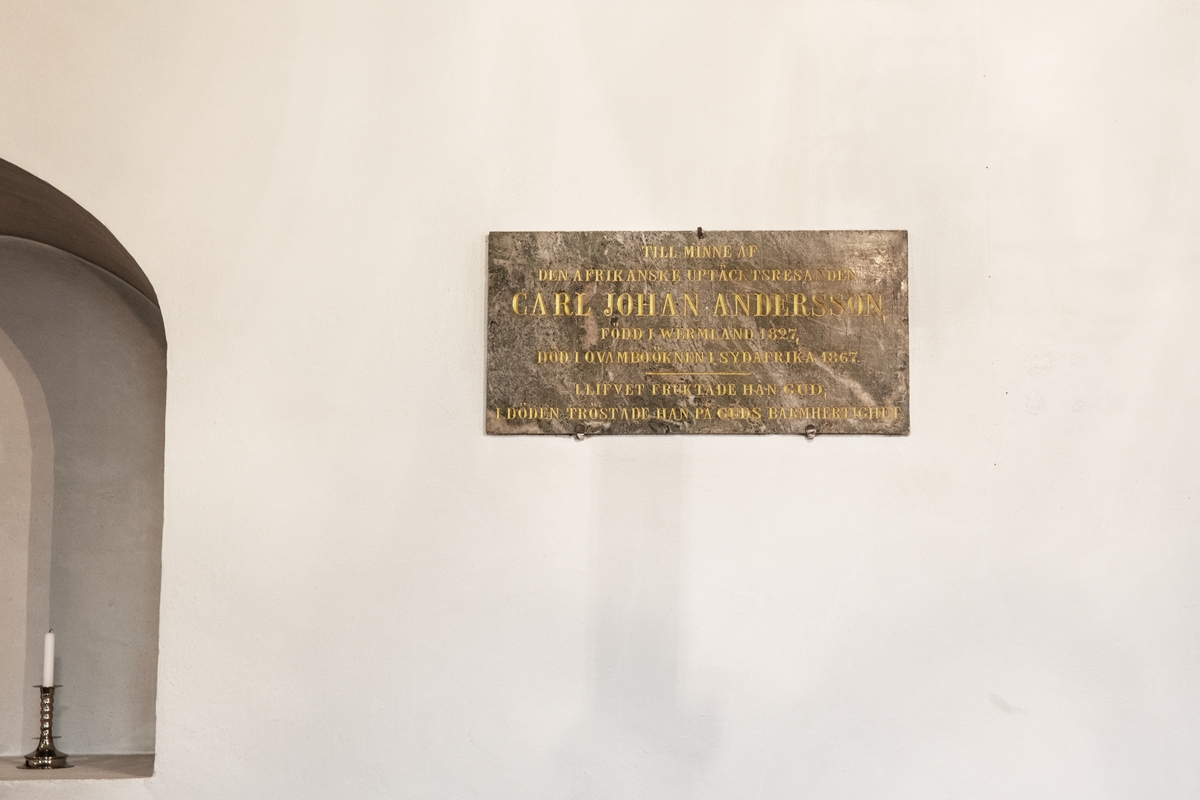 TILL MINNE AF
DEN AFRIKANSKE UPTÄCKTSRESANDEN
CARL JOHAN ANDERSSON,
FÖDD I WERMLAND 1827,
DÖD I OVAMBOÖKNEN I SYDAFRIKA 1867.
I LIFVET FRUKTADE HAN GUD;
I DÖDEN TRÖSTADE HAN PÅ GUDS BARMHERTIGHET